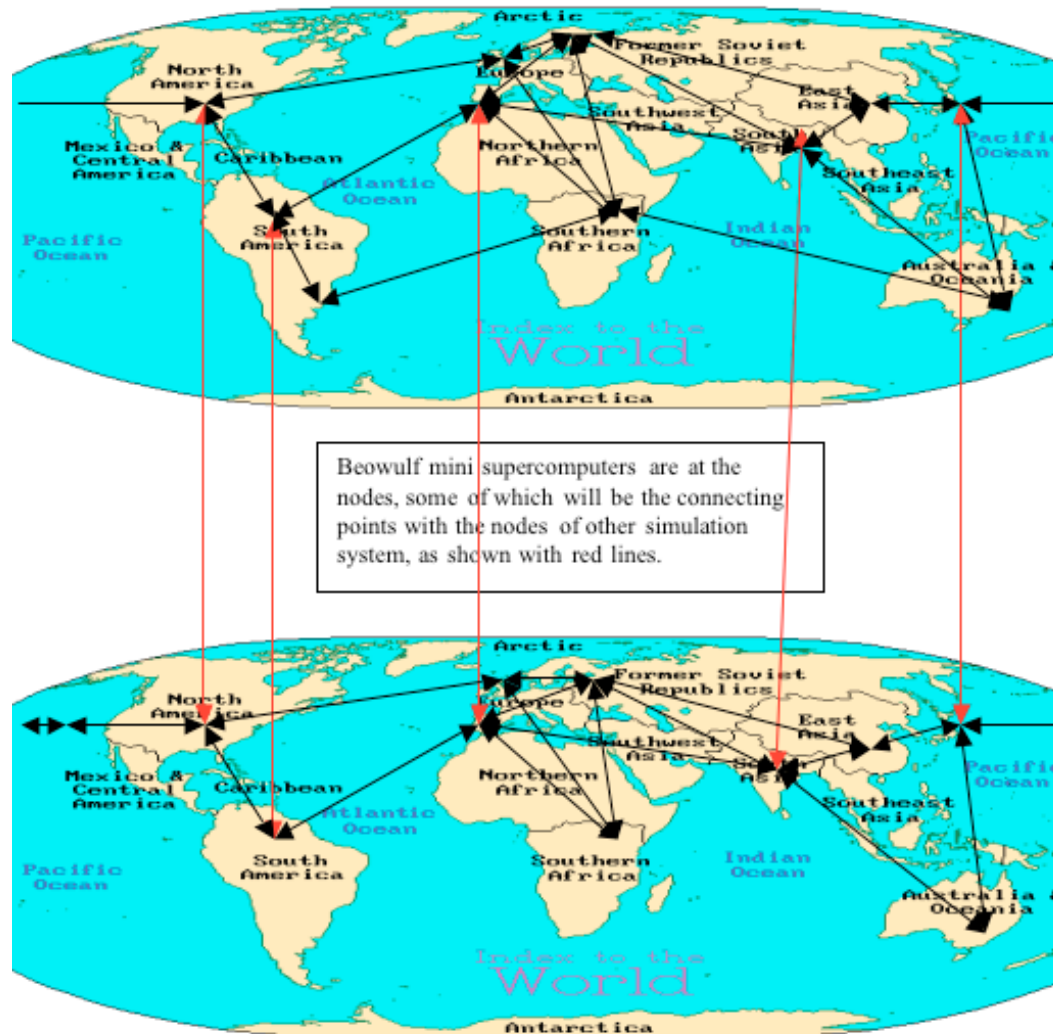 Arctic
North
America
Former Soviet
Republics
Europe
East
Asia
Southwest
Asia
South
Asia
Pacific
Ocean
Mexico &
Central
America
Caribbean
Northern
Africa
Southeast
Asia
Atlantic
Ocean
Pacific
Ocean
South
America
Southern
Africa
Indian
Ocean
Australia &
Oceania
Index to the
World
Antarctica
Beowulf mini supercomputers are at the
nodes, some of which will be the connecting
points with the nodes of other simulation
system, as shown with red lines.
Arctic
North
America
Former Soviet
Republics
Europe
East
Asia
Southwest
Asia
South
Asia
Pacific
Ocean
Mexico &
Central
America
Caribbean
Northern
Africa
Southeast
Asia
Atlantic
Ocean
Pacific
Ocean
South
America
Southern
Africa
Indian
Ocean
Australia &
Oceania
Index to the
World
Antarctica